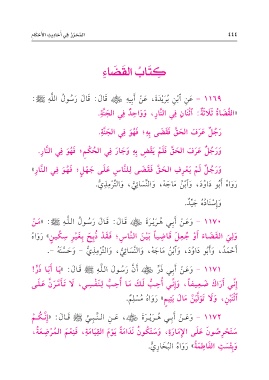 المُحَرَّر في أحاديث الأحكام ٤٤٤
كِتَابُ القَضَاءِ
١١٦٩ - عَنِ ابْنِ بُرَيْدَةَ، عَنْ أَبِيهِ ﷺ قَالَ: قَالَ رَسُولُ اللَّهِ ﷺ:
«القُضَاةُ ثَلَاثَةٌ: اثْنَانِ فِي النَّارِ، وَوَاحِدٌ فِي الجَنَّةِ.
رَجُلٌ عَرَفَ الحَقَّ فَقَضَى بِهِ؛ فَهُوَ فِي الجَنَّةِ.
وَرَجُلٌ عَرَفَ الحَقَّ فَلَمْ يَقْضِ بِهِ وَجَارَ فِي الحُكْمِ؛ فَهُوَ فِي النَّارِ.
وَرَجُلٌ لَمْ يَعْرِفِ الحَقَّ فَقَضَى لِلنَّاسِ عَلَى جَهْلٍ؛ فَهُوَ فِي النَّارِ»
رَوَاهُ أَبُو دَاوُدَ، وَابْنُ مَاجَهْ، وَالنَّسَائِيُّ، وَالتِّرْمِذِيُّ.
وَإِسْنَادُهُ جَيِّدٌ.
١١٧٠ - وَعَنْ أَبِي هُرَيْرَةَ ﷺ قَالَ: قَالَ رَسُولُ اللَّهِ ﷺ: «مَنْ
وَلِيَ القَضَاءَ أَوْ جُعِلَ قَاضِياً بَيْنَ النَّاسِ؛ فَقَدْ ذُبِحَ بِغَيْرِ سِكِّينٍ» رَوَاهُ
أَحْمَدُ، وَأَبُو دَاوُدَ، وَابْنُ مَاجَهْ، وَالنَّسَائِيُّ، وَالتِّرْمِذِيُّ - وَحَسَّنَهُ -.
١١٧١ - وَعَنْ أَبِي ذَرٍّ ﷺ أَنَّ رَسُولَ اللَّهِ ﷺ قَالَ: «يَا أَبَا ذَرٍّ!
إِنِّي أَرَاكَ ضَعِيفاً، وَإِنِّي أُحِبُّ لَكَ مَا أُحِبُّ لِنَفْسِي، لَا تَأَمَّرَنَّ عَلَى
اثْنَيْنِ، وَلَا تَوَلَّيَنَّ مَالَ يَتِيمٍ» رَوَاهُ مُسْلِمٌ.
١١٧٢ - وَعَنْ أَبِي هُرَيْرَةَ ﷺ، عَنِ النَّبِيِّ ﷺ قَالَ: «إِنَّكُمْ
سَتَحْرِصُونَ عَلَى الإِمَارَةِ، وَسَتَكُونُ نَدَامَةً يَوْمَ القِيَامَةِ، فَنِعْمَ المُرْضِعَةُ،
وَبِئْسَتِ الفَاطِمَةُ» رَوَاهُ البُخَارِيُّ.